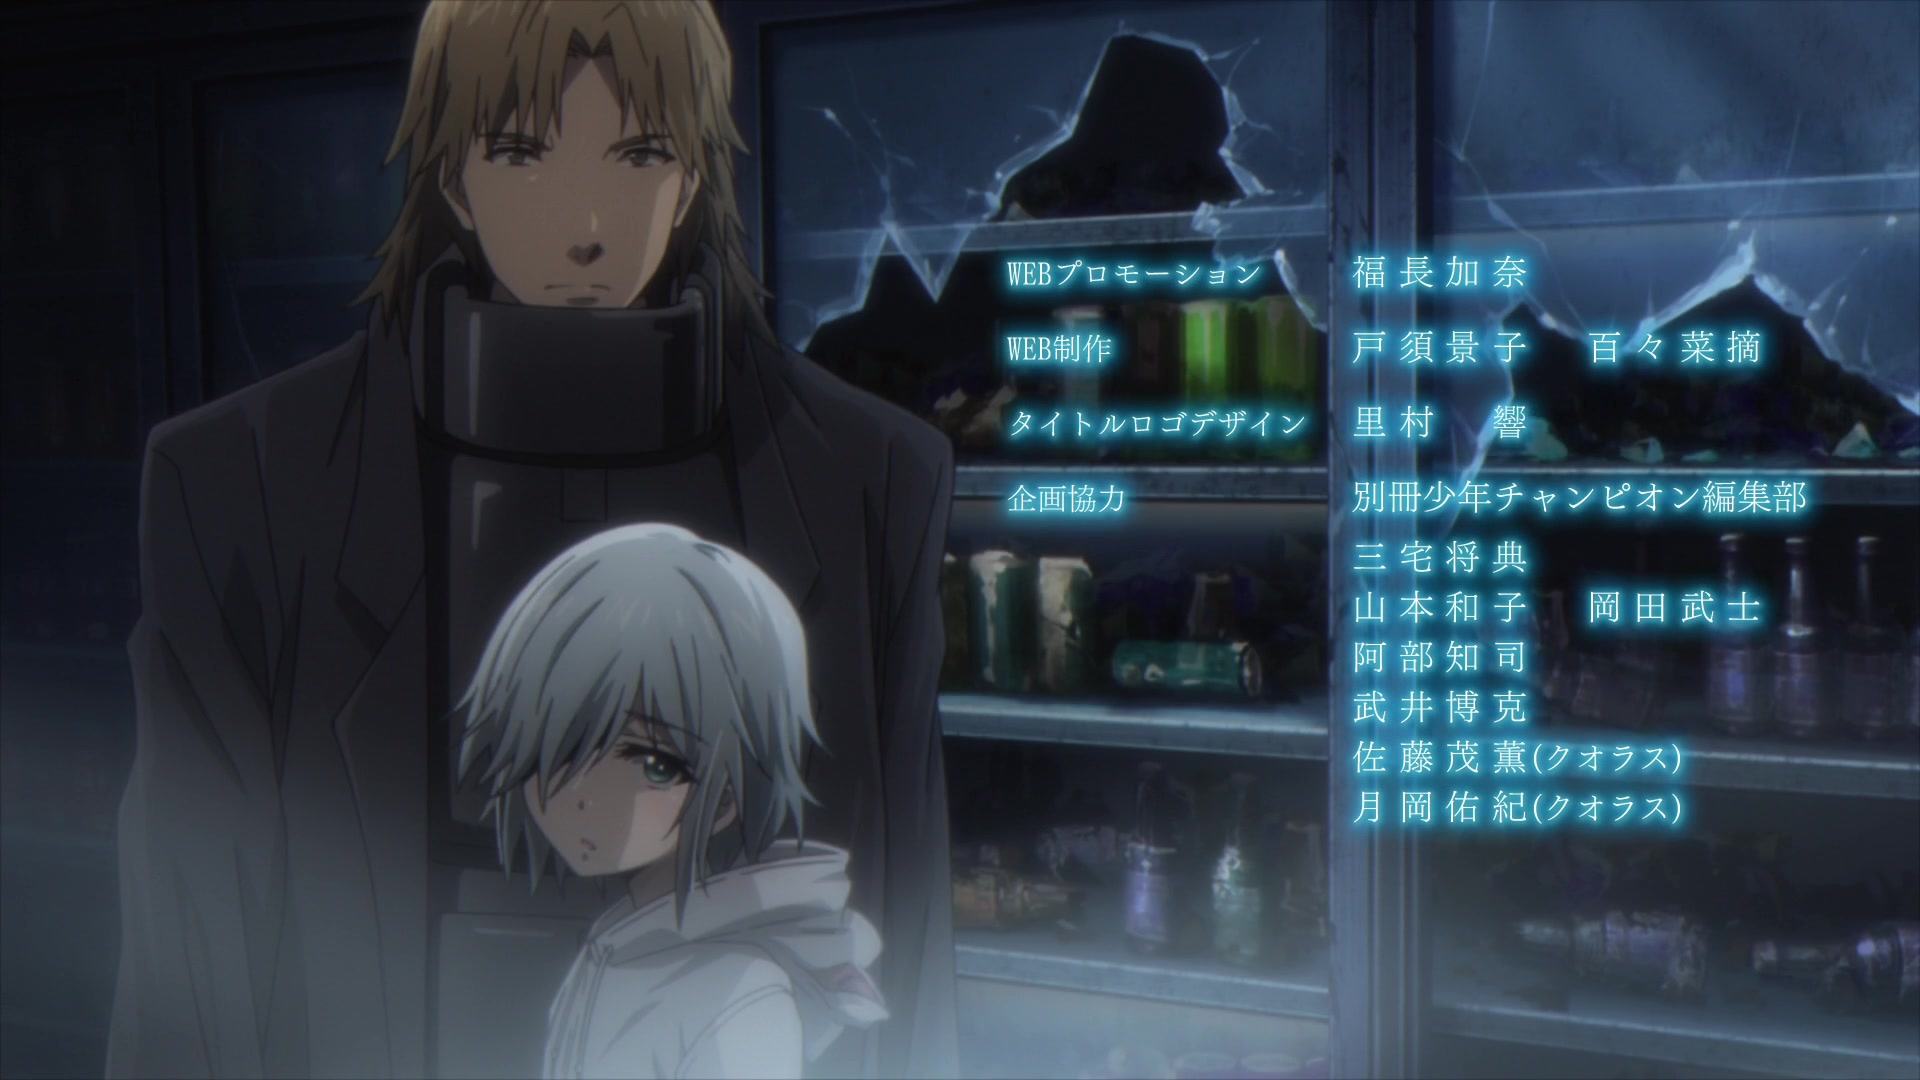 WEBプロモーション 福長加奈
WEB制作 戸須景子 百々菜摘
タイトルロゴデザイン 里村 響
企画協力 別冊少年チャンピオン編集部
三宅将典
山本和子 岡田武士
阿部知司
武井博克
佐藤茂薫(クオラス)
月岡佑紀(クオラス)